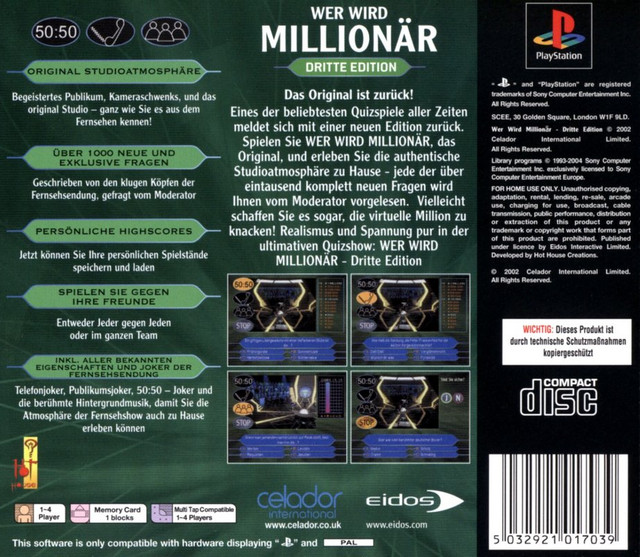 50:50
ORIGINAL STUDIOATMOSPHÄRE
Begeistertes Publikum, Kameraschwenks, und das
original Studio – ganz wie Sie es aus dem
Fernsehen kennen!
ÜBER 1000 NEUE UND
EXKLUSIVE FRAGEN
Geschrieben von den klugen Köpfen der
Fernsehsendung, gefragt vom Moderator
PERSÖNLICHE HIGHSCORES
Jetzt können Sie Ihre persönlichen Spielstände
speichern und laden
SPIELEN SIE GEGEN
IHRE FREUNDE
Entweder Jeder gegen Jeden
oder im ganzen Team
INKL. ALLER BEKANNTEN
EIGENSCHAFTEN UND JOKER DER
FERNSEHSENDUNG
Telefonjoker, Publikumsjoker, 50:50 – Joker und
die berühmte Hintergrundmusik, damit Sie die
Atmosphäre der Fernsehshow auch zu Hause
erleben können
WER WIRD
MILLIONÄR
DRITTE EDITION
Das Original ist zurück!
Eines der beliebtesten Quizspiele aller Zeiten
meldet sich mit einer neuen Edition zurück.
Spielen Sie WER WIRD MILLIONÄR, das
Original, und erleben Sie die authentische
Studioatmosphäre zu Hause - jede der über
eintausend komplett neuen Fragen wird
Ihnen vom Moderator vorgelesen. Vielleicht
schaffen Sie es sogar, die virtuelle Million zu
knacken! Realismus und Spannung pur in der
ultimativen Quizshow: WER WIRD
MILLIONÄR - Dritte Edition
50:50
STOP
50:50
STOP
50:50
STOP
50:50
STOP
PlayStation
" " and "PlayStation" are registered
trademarks of Sony Computer Entertainment Inc.
All Rights Reserved.
SCEE, 30 Golden Square, London W1F 9LD.
Wer Wird Millionär - Dritte Edition © 2002
Celador International Limited.
All Rights Reserved.
Library programs © 1993-2004 Sony Computer
Entertainment Inc. exclusively licensed to Sony
Computer Entertainment Europe.
FOR HOME USE ONLY. Unauthorised copying,
adaptation, rental, lending, re-sale, arcade
use, charging for use, broadcast, cable
transmission, public performance, distribution
or extraction of this product or any
trademark or copyright work that forms part
of this product are prohibited. Published
under licence by Eidos Interactive Limited.
Developed by Hot House Creations.
© 2002 Celador International Limited.
All Rights Reserved.
WICHTIG: Dieses Produkt ist
durch technische Schutzmaßnahmen
kopiergeschützt
COMPACT
disc
hot
HOUSE
1-4
Player
Memory Card
1 blocks
Multi Tap Compatible
1-4 Players
celador
international
www.celador.co.uk
eidos
www.eidos.com
This software is only compatible with hardware displaying " " and PAL
5 032921 017039